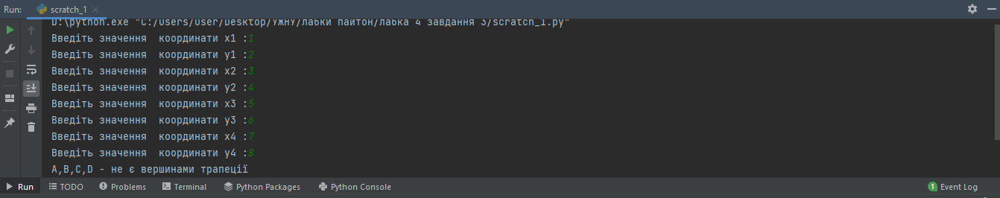 Run: scratch_1
D:\python.exe "C:/Users/User/Desktop/УЖНУ/Лабки пайтон/Лабка 4 завдання 3/scratch_1.py"
Введіть значення  координати x1 :1
Введіть значення  координати y1 :2
Введіть значення  координати x2 :3
Введіть значення  координати y2 :4
Введіть значення  координати x3 :5
Введіть значення  координати y3 :6
Введіть значення  координати x4 :7
Введіть значення  координати y4 :8
A,B,C,D - не є вершинами трапеції
Run TODO Problems Terminal Python Packages Python Console 1 Event Log